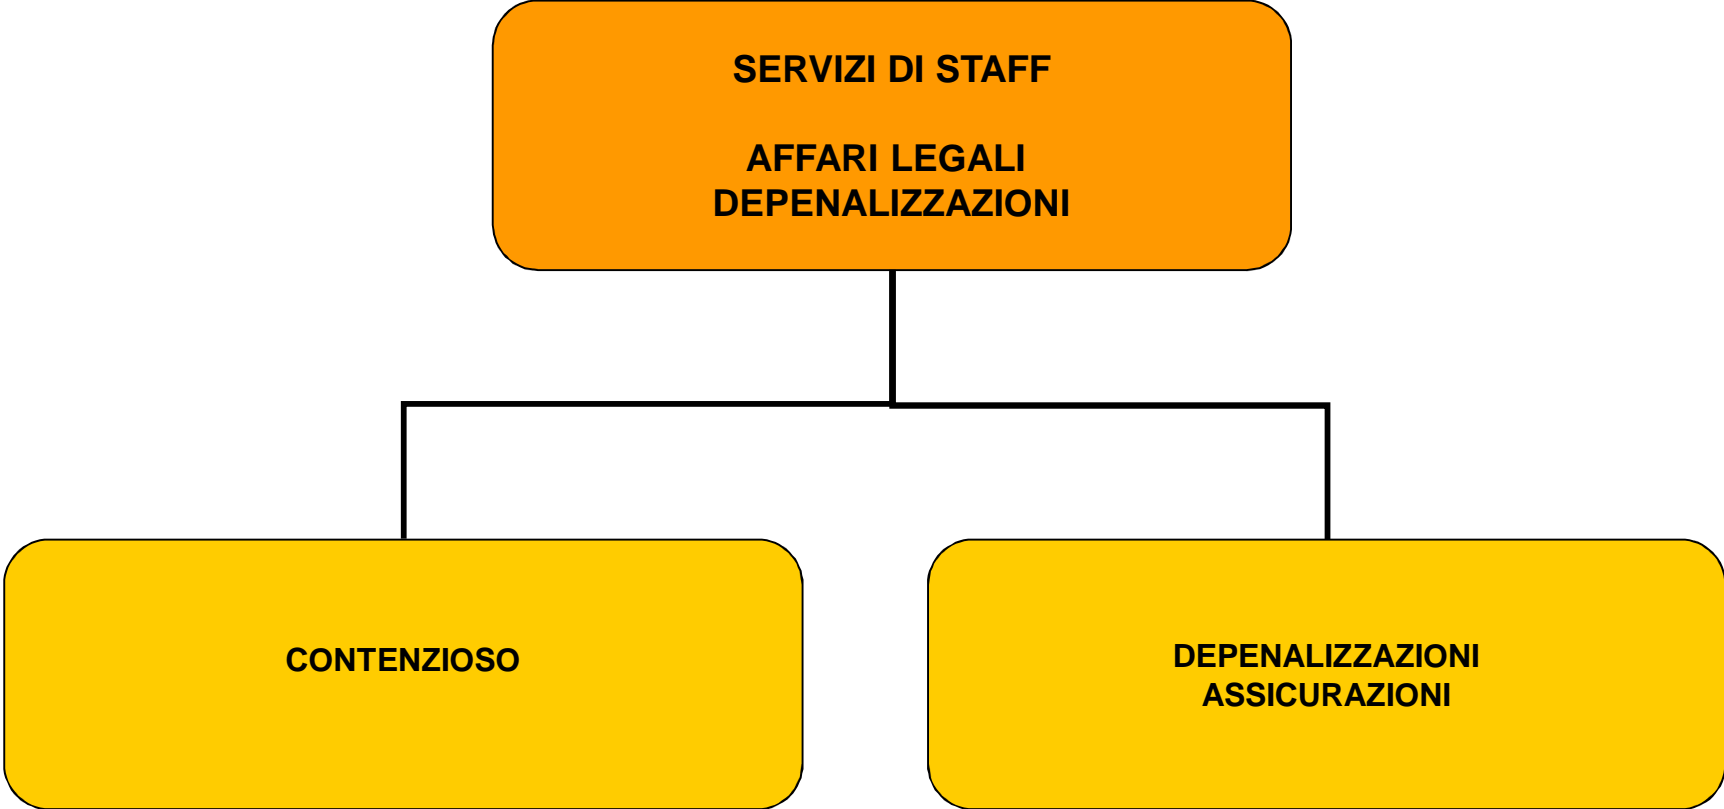 SERVIZI DI STAFF
AFFARI LEGALI
DEPENALIZZAZIONI
CONTENZIOSO
DEPENALIZZAZIONI
ASSICURAZIONI